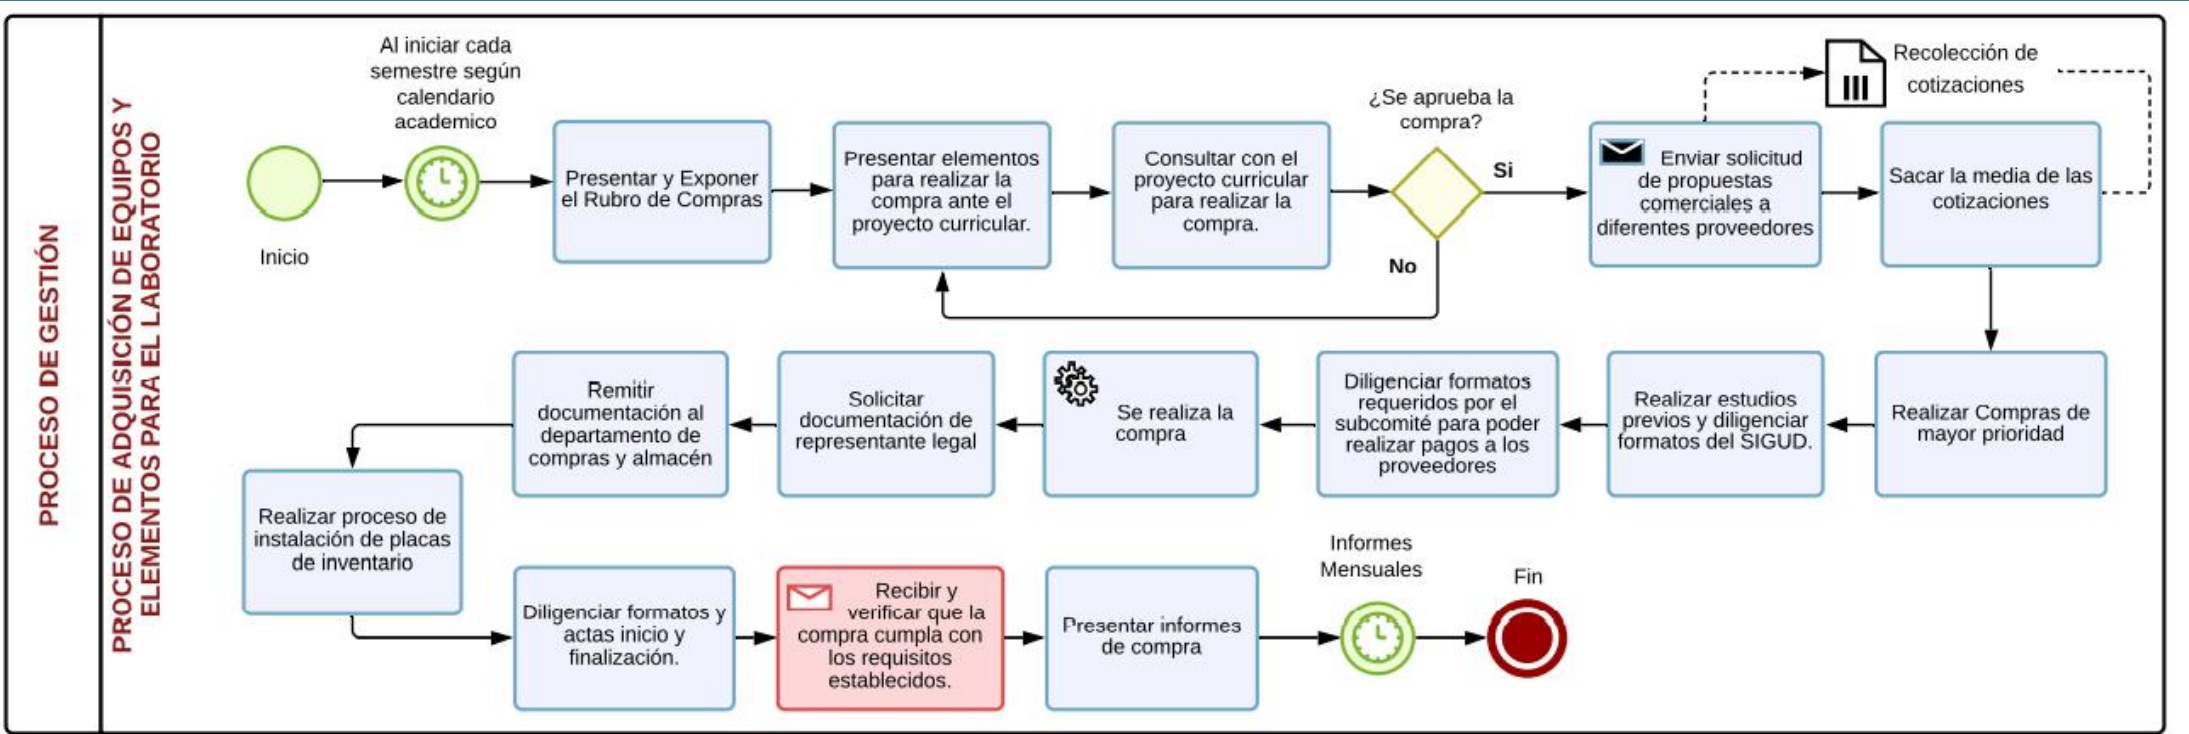 PROCESO DE GESTIÓN
PROCESO DE ADQUISICIÓN DE EQUIPOS Y
ELEMENTOS PARA EL LABORATORIO
Inicio
Al iniciar cada
semestre según
calendario
academico
Presentar y Exponer
el Rubro de Compras
Presentar elementos
para realizar la
compra ante el
proyecto curricular.
Consultar con el
proyecto curricular
para realizar la
compra.
¿Se aprueba la
compra?
Si
No
Enviar solicitud
de propuestas
comerciales a
diferentes proveedores
Recolección de
cotizaciones
Sacar la media de las
cotizaciones
Realizar Compras de
mayor prioridad
Realizar estudios
previos y diligenciar
formatos del SIGUD.
Diligenciar formatos
requeridos por el
subcomité para poder
realizar pagos a los
proveedores
Se realiza la
compra
Solicitar
documentación de
representante legal
Remitir
documentación al
departamento de
compras y almacén
Realizar proceso de
instalación de placas
de inventario
Diligenciar formatos y
actas inicio y
finalización.
Recibir y
verificar que la
compra cumpla con
los requisitos
establecidos.
Presentar informes
de compra
Informes
Mensuales
Fin